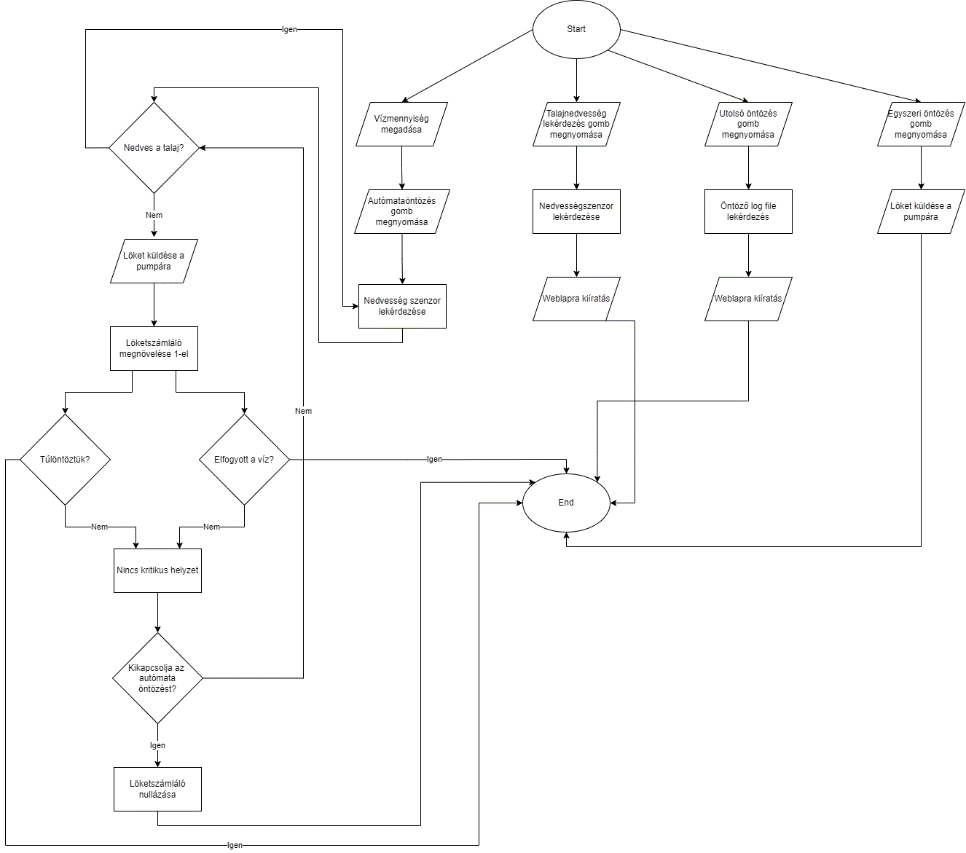 Igen
Start
Vízmennyiség
megadása
Talajnedvesség
lekérdezés gomb
megnyomása
Utolsó öntözés
gomb
megnyomása
Egyszeri öntözés
gomb
megnyomása
Nedves a talaj?
Autómataöntözés
gomb
megnyomása
Nedvességszenzor
lekérdezése
Öntöző log file
lekérdezés
Löket küldése a
pumpára
Nem
Löket küldése a
pumpára
Nedvesség szenzor
lekérdezése
Weblapra kiíratás
Weblapra kiíratás
Löketszámláló
megnövelése 1-el
Nem
Túlöntöztük?
Elfogyott a víz?
Igen
End
Nem
Nem
Nincs kritikus helyzet
Kikapcsolja az
autómata
öntözést?
Igen
Löketszámláló
nullázása
Igen